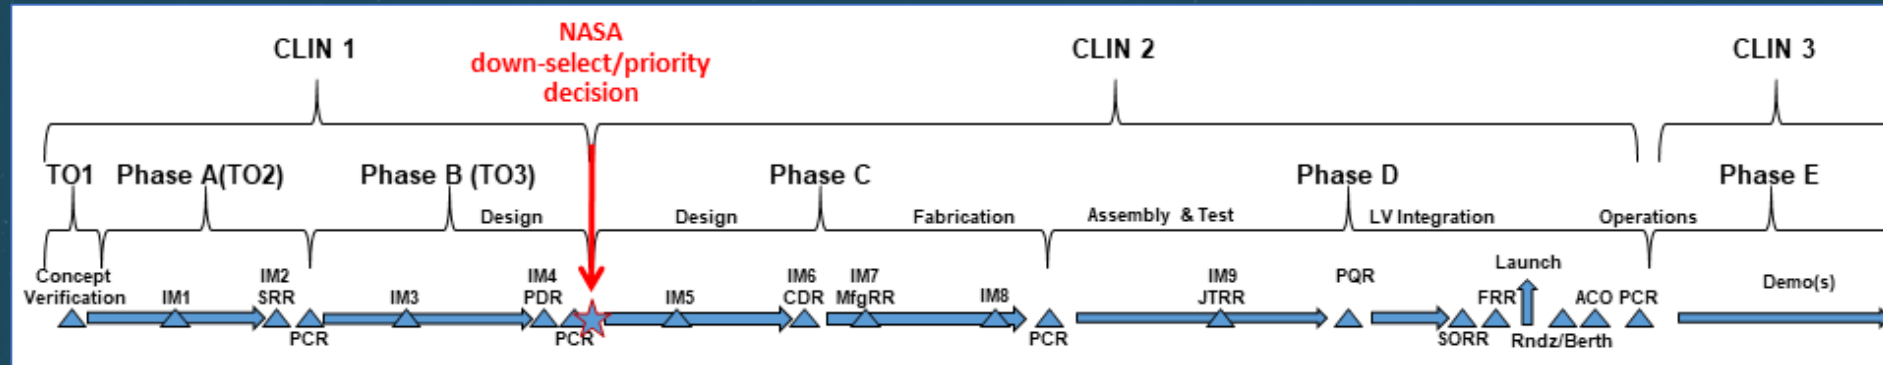 CLIN 1
NASA
down-select/priority
decision
CLIN 2
CLIN 3
TO1
Phase A(TO2)
Phase B (TO3)
Phase C
Phase D
Phase E
Design
Design
Fabrication
Assembly & Test
LV Integration
Operations
Concept
Verification
IM1
IM2
SRR
PCR
IM3
IM4
PDR
PCR
IM5
IM6
CDR
IM7
MfgRR
IM8
PCR
IM9
JTRR
PQR
SORR
FRR
Launch
Rndz/Berth
ACO
PCR
Demo(s)